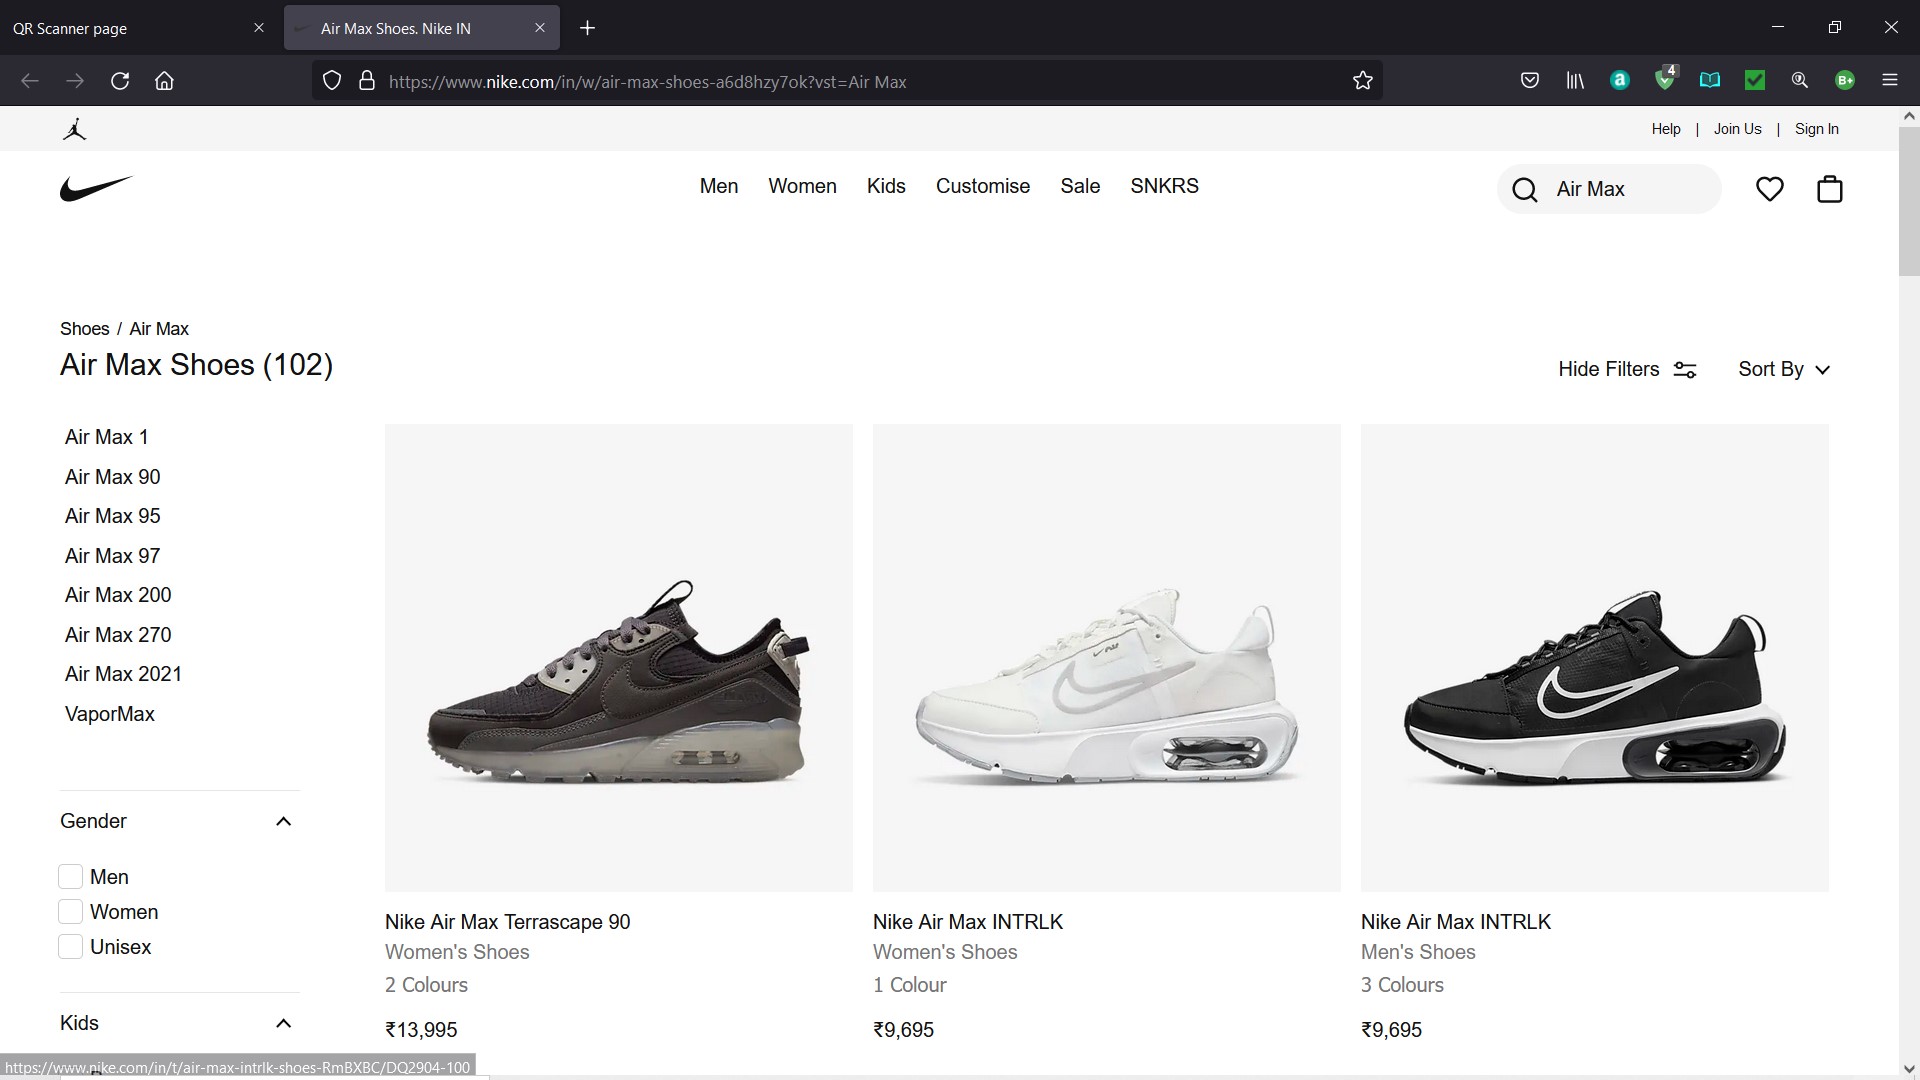 QR Scanner page
Air Max Shoes. Nike IN
https://www.nike.com/in/w/air-max-shoes-a6d8hzy7ok?vst=Air Max
4
a
B+
Help | Join Us | Sign In
Men Women Kids Customise Sale SNKRS
Air Max
Shoes / Air Max
Air Max Shoes (102)
Hide Filters
Sort By
Air Max 1
Air Max 90
Air Max 95
Air Max 97
Air Max 200
Air Max 270
Air Max 2021
VaporMax
Gender
Men
Women
Unisex
Kids
Nike Air Max Terrascape 90
Women's Shoes
2 Colours
₹13,995
Nike Air Max INTRLK
Women's Shoes
1 Colour
₹9,695
Nike Air Max INTRLK
Men's Shoes
3 Colours
₹9,695
https://www.nike.com/in/t/air-max-intrlk-shoes-RmBXBC/DQ2904-100